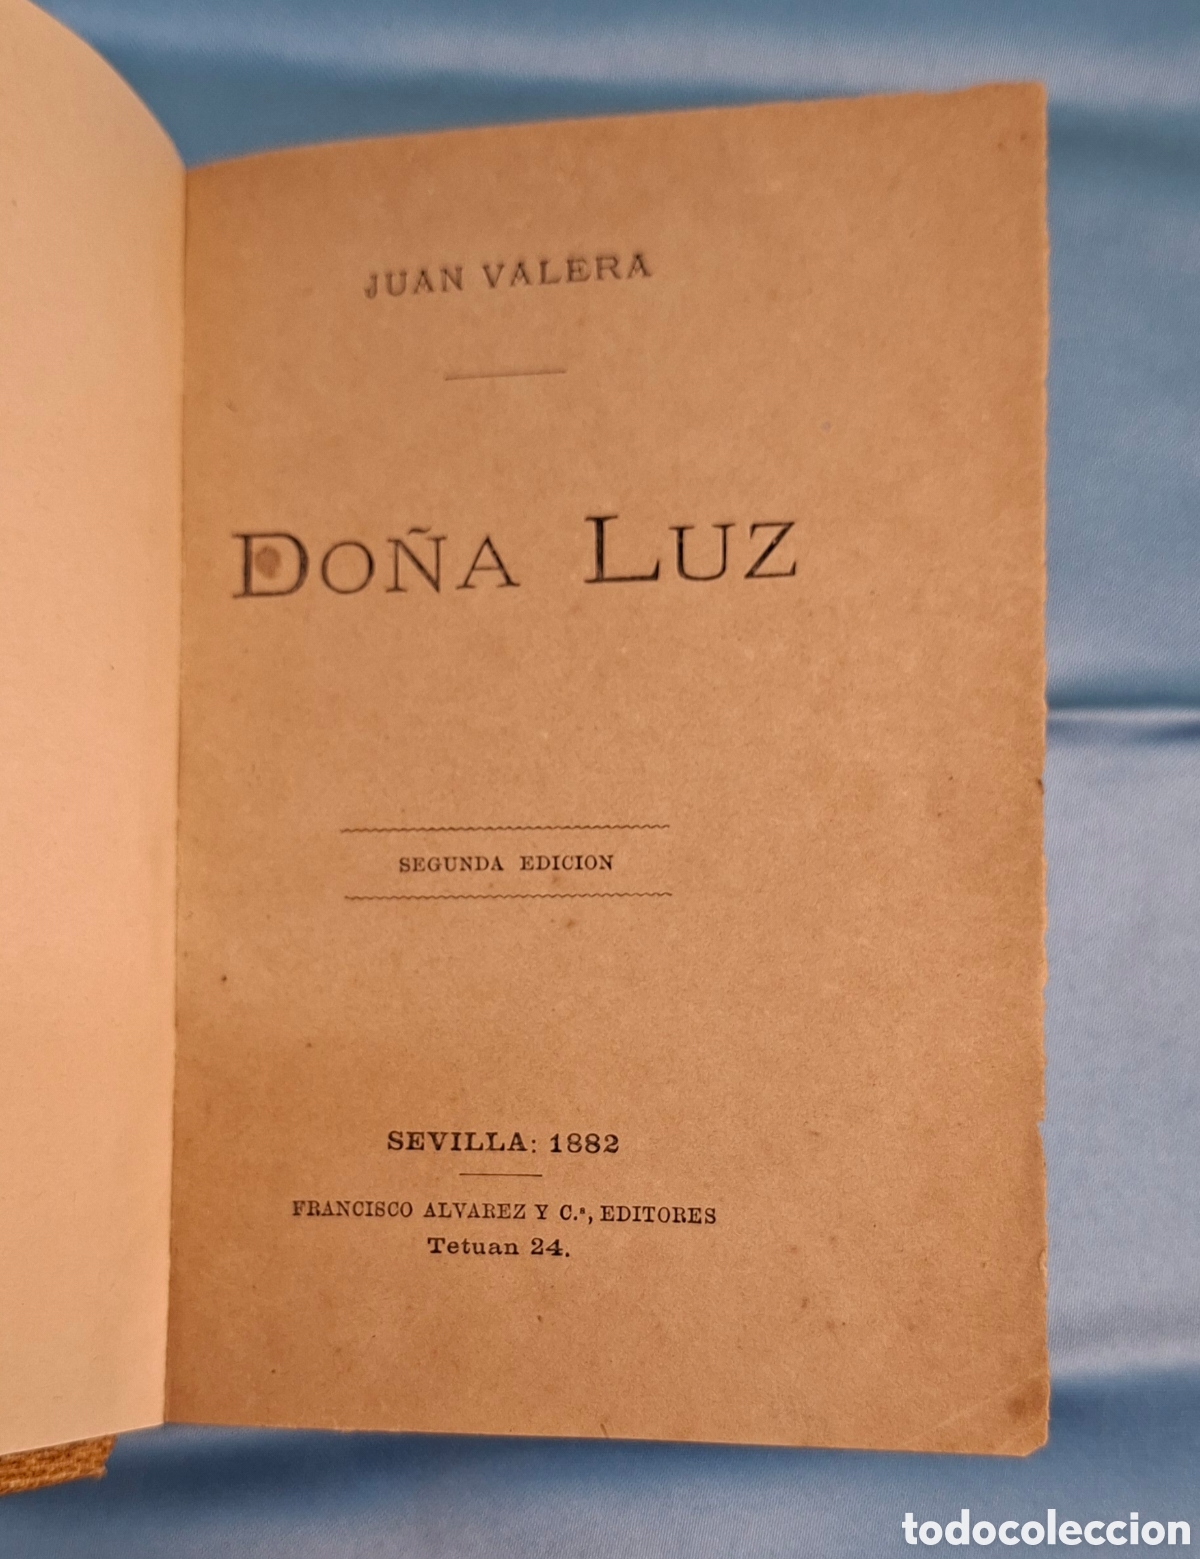 JUAN VALERA
DOÑA LUZ
SEGUNDA EDICION
SEVILLA: 1882
FRANCISCO ALVAREZ Y C.ª, EDITORES
Tetuan 24.
todocoleccion